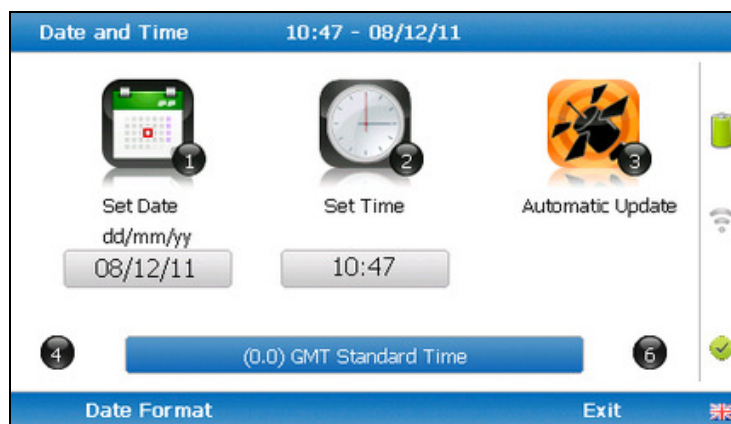 Date and Time 10:47 - 08/12/11
1 2 3
Set Date Set Time Automatic Update
dd/mm/yy
08/12/11 10:47
4 (0.0) GMT Standard Time 6
Date Format Exit